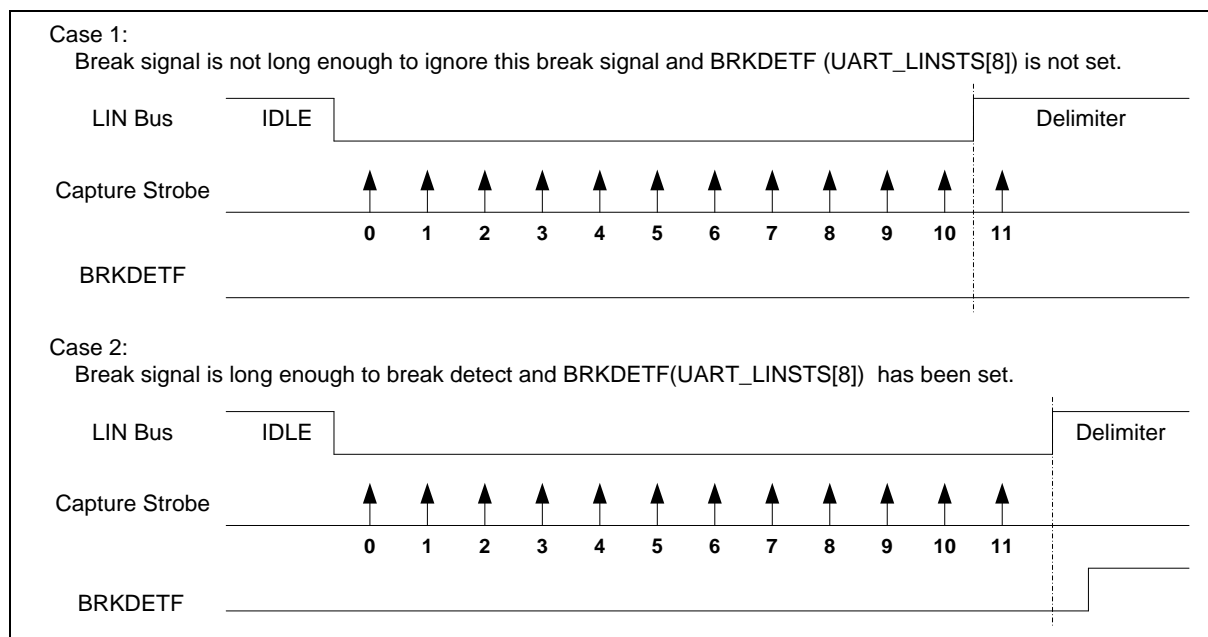 Case 1:
Break signal is not long enough to ignore this break signal and BRKDETF (UART_LINSTS[8]) is not set.
LIN Bus IDLE Delimiter
Capture Strobe
0 1 2 3 4 5 6 7 8 9 10 11
BRKDETF
Case 2:
Break signal is long enough to break detect and BRKDETF(UART_LINSTS[8]) has been set.
LIN Bus IDLE Delimiter
Capture Strobe
0 1 2 3 4 5 6 7 8 9 10 11
BRKDETF